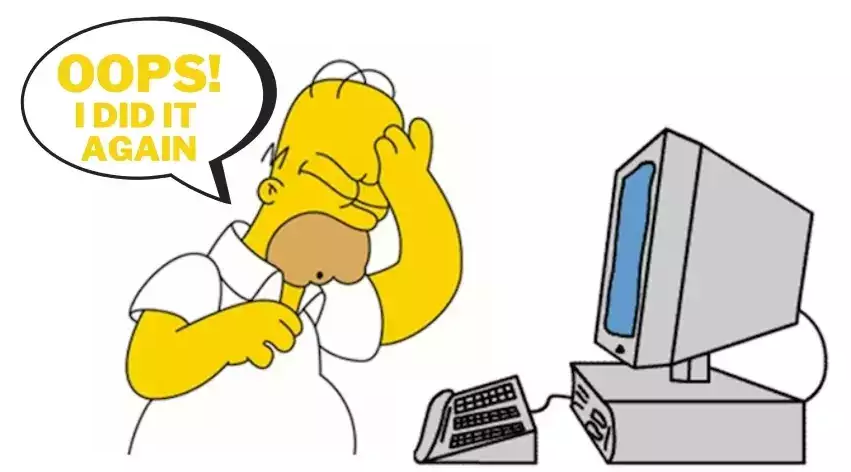 OOPS!
I DID IT
AGAIN